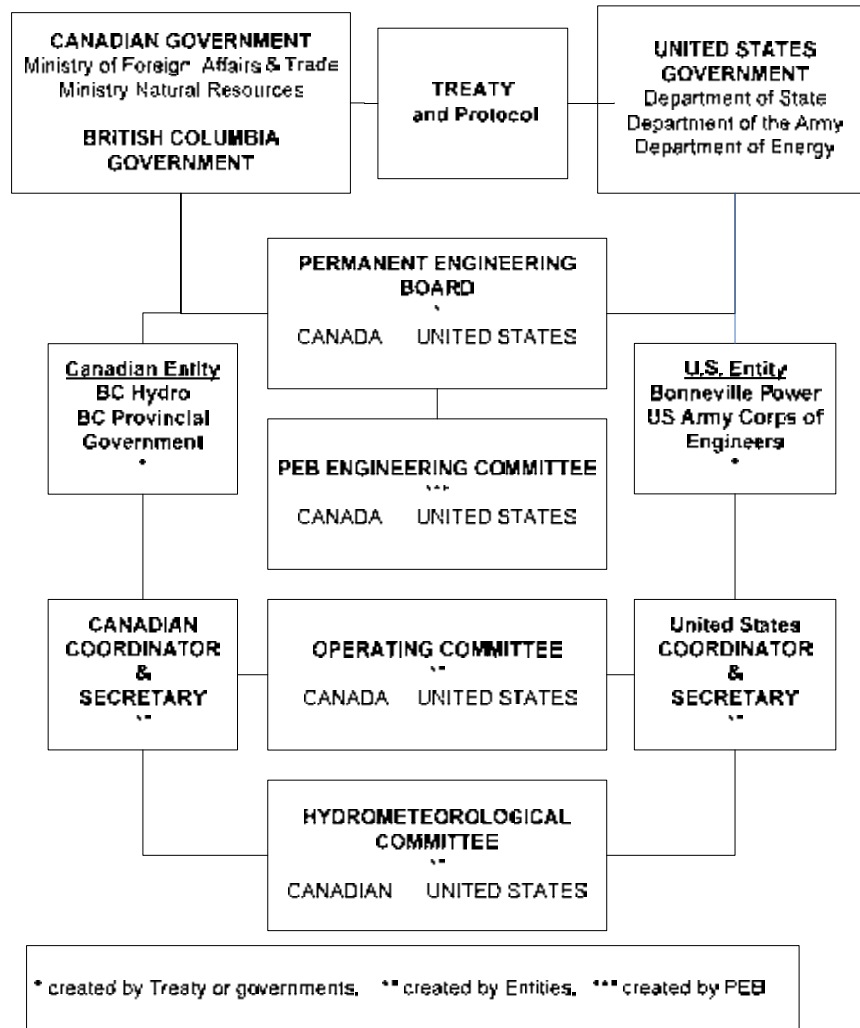 CANADIAN GOVERNMENT
Ministry of Foreign Affairs & Trade
Ministry Natural Resources
BRITISH COLUMBIA
GOVERNMENT
TREATY
and Protocol
UNITED STATES
GOVERNMENT
Department of State
Department of the Army
Department of Energy
PERMANENT ENGINEERING
BOARD
*
CANADA UNITED STATES
Canadian Entity
BC Hydro
BC Provincial
Government
*
U.S. Entity
Bonneville Power
US Army Corps of
Engineers
*
PEB ENGINEERING COMMITTEE
***
CANADA UNITED STATES
CANADIAN
COORDINATOR
&
SECRETARY
**
OPERATING COMMITTEE
**
CANADA UNITED STATES
United States
COORDINATOR
&
SECRETARY
**
HYDROMETEOROLOGICAL
COMMITTEE
**
CANADIAN UNITED STATES
* created by Treaty or governments, ** created by Entities, *** created by PEB